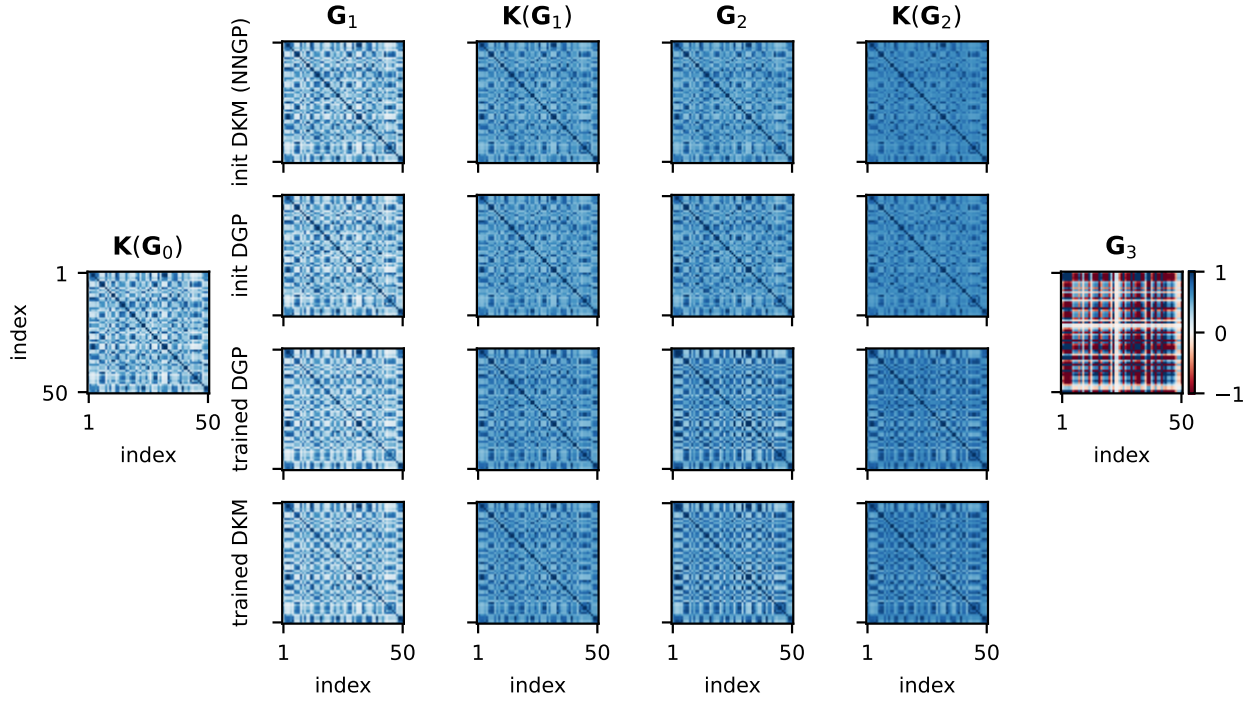 G₁ K(G₁) G₂ K(G₂)
init DKM (NNGP)
init DGP
K(G₀)
1
50
index
1 50
index
G₃
1
0
−1
1 50
index
trained DGP
trained DKM
1 50 1 50 1 50 1 50
index index index index